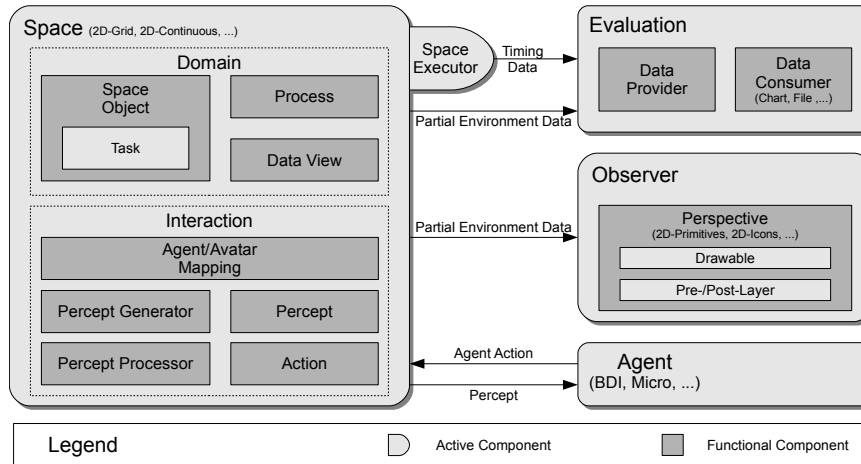 Space (2D-Grid, 2D-Continuous, ...)
Domain
Space
Object
Task
Process
Data View
Interaction
Agent/Avatar
Mapping
Percept Generator
Percept
Percept Processor
Action
Space
Executor
Timing
Data
Partial Environment Data
Partial Environment Data
Agent Action
Percept
Evaluation
Data
Provider
Data
Consumer
(Chart, File ,...)
Observer
Perspective
(2D-Primitives, 2D-Icons, ...)
Drawable
Pre-/Post-Layer
Agent
(BDI, Micro, ...)
Legend
Active Component
Functional Component